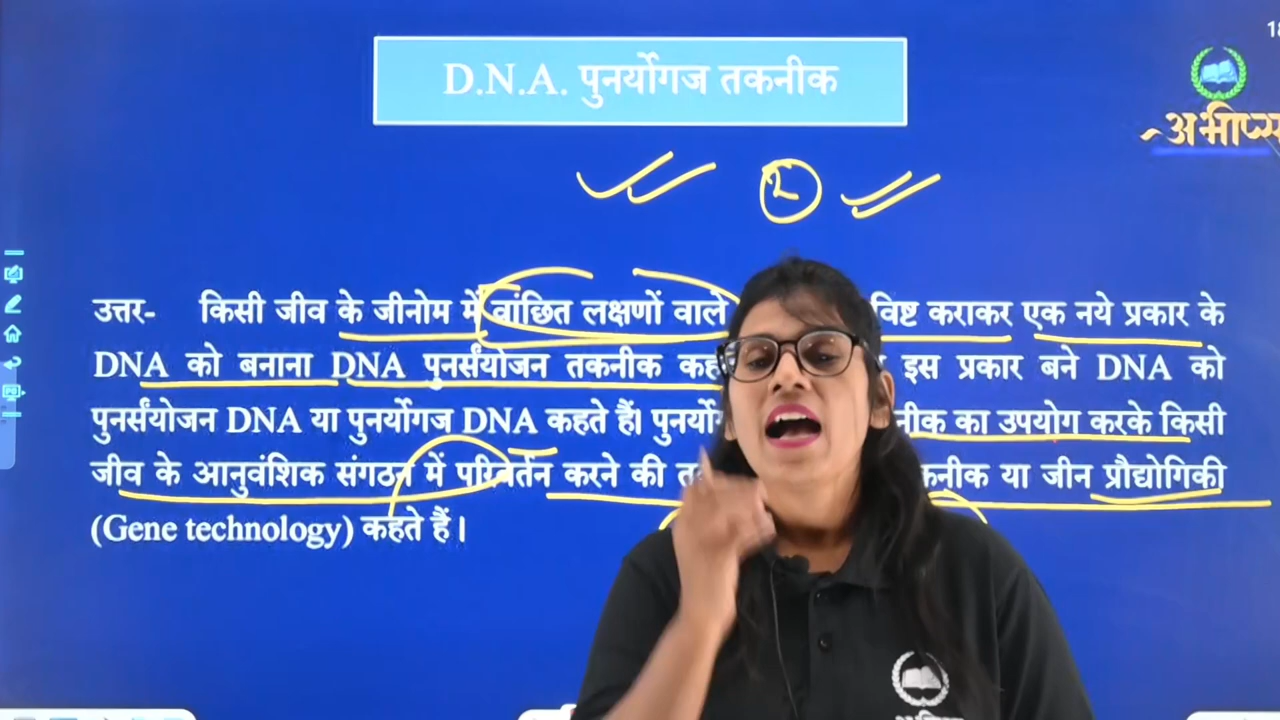 18
D.N.A. पुनर्योगज तकनीक
अभीप्स
2
उत्तर- किसी जीव के जीनोम में वांछित लक्षणों वाले विष्ट कराकर एक नये प्रकार के
DNA को बनाना DNA पुनर्संयोजन तकनीक कह इस प्रकार बने DNA को
पुनर्संयोजन DNA या पुनर्योगज DNA कहते हैं। पुनर्यो नीक का उपयोग करके किसी
जीव के आनुवंशिक संगठन में परिवर्तन करने की त कनीक या जीन प्रौद्योगिकी
(Gene technology) कहते हैं।